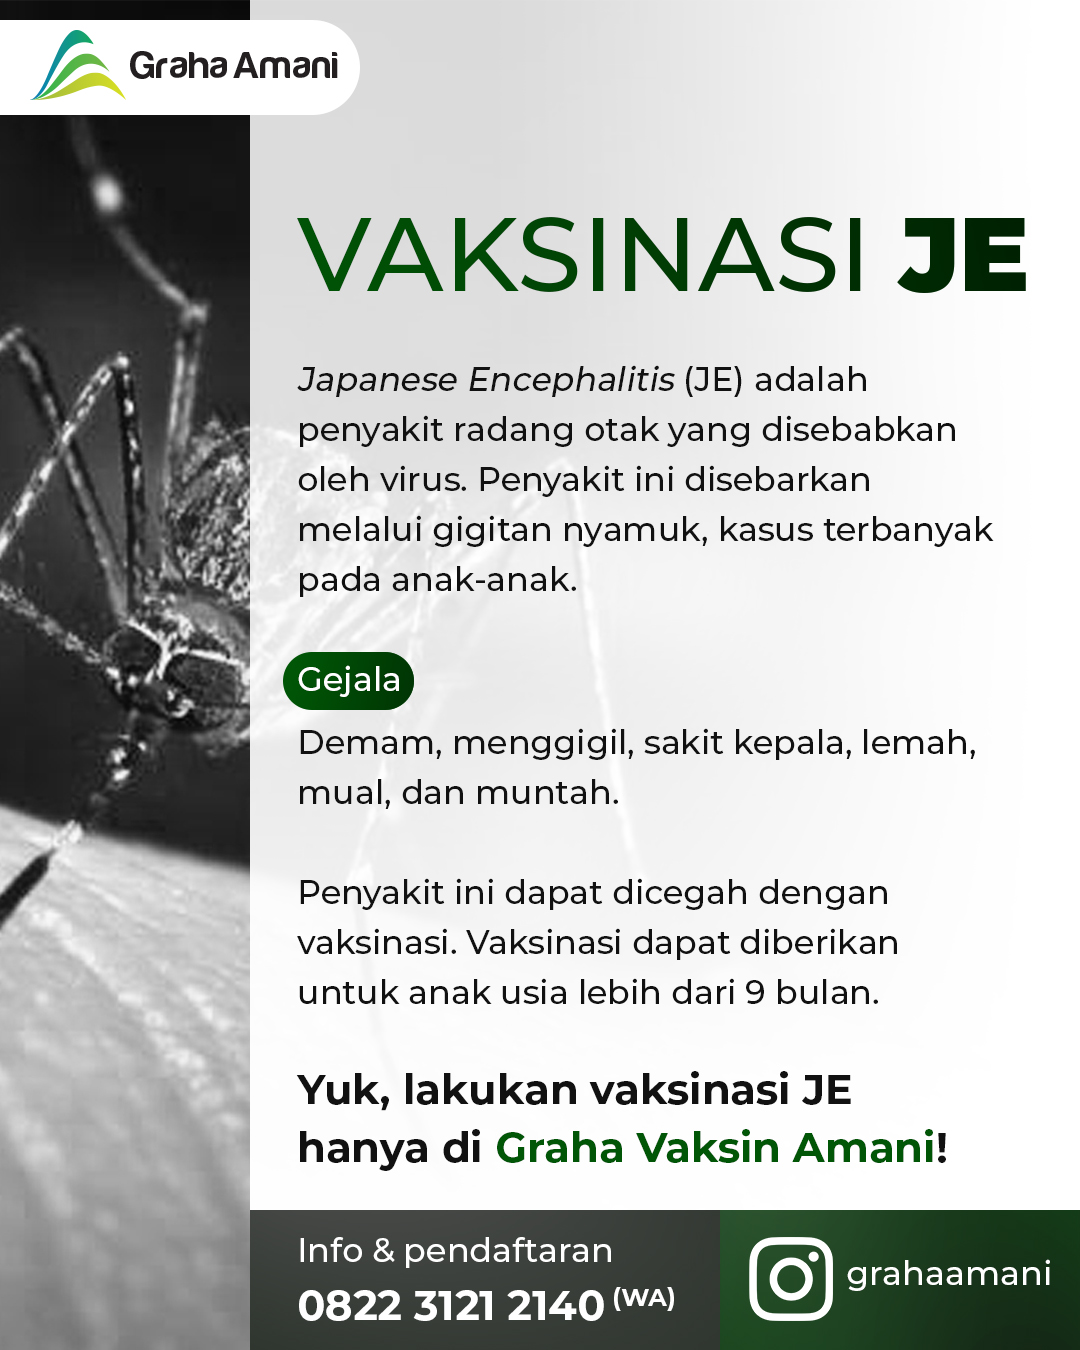 Graha Amani
VAKSINASI JE
Japanese Encephalitis (JE) adalah
penyakit radang otak yang disebabkan
oleh virus. Penyakit ini disebarkan
melalui gigitan nyamuk, kasus terbanyak
pada anak-anak.
Gejala
Demam, menggigil, sakit kepala, lemah,
mual, dan muntah.
Penyakit ini dapat dicegah dengan
vaksinasi. Vaksinasi dapat diberikan
untuk anak usia lebih dari 9 bulan.
Yuk, lakukan vaksinasi JE
hanya di Graha Vaksin Amani!
Info & pendaftaran
0822 3121 2140 (WA)
grahaamani